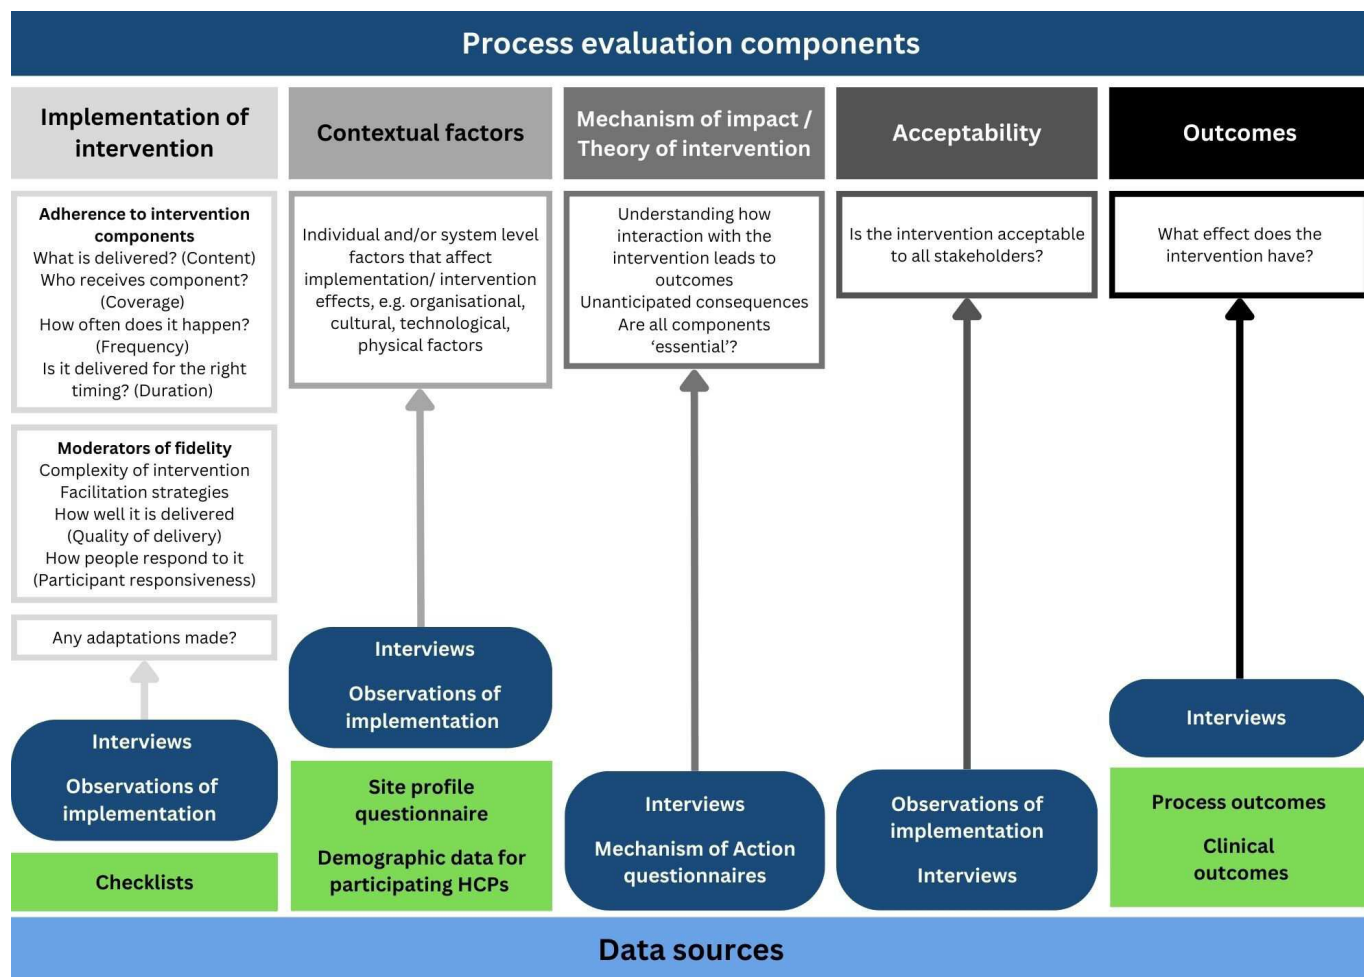 Process evaluation components
Implementation of
intervention
Adherence to intervention
components
What is delivered? (Content)
Who receives component?
(Coverage)
How often does it happen?
(Frequency)
Is it delivered for the right
timing? (Duration)
Moderators of fidelity
Complexity of intervention
Facilitation strategies
How well it is delivered
(Quality of delivery)
How people respond to it
(Participant responsiveness)
Any adaptations made?
Interviews
Observations of
implementation
Checklists
Contextual factors
Individual and/or system level
factors that affect
implementation/ intervention
effects, e.g. organisational,
cultural, technological,
physical factors
Interviews
Observations of
implementation
Site profile
questionnaire
Demographic data for
participating HCPs
Mechanism of impact /
Theory of intervention
Understanding how
interaction with the
intervention leads to
outcomes
Unanticipated consequences
Are all components
‘essential’?
Interviews
Mechanism of Action
questionnaires
Acceptability
Is the intervention acceptable
to all stakeholders?
Observations of
implementation
Interviews
Outcomes
What effect does the
intervention have?
Interviews
Process outcomes
Clinical
outcomes
Data sources